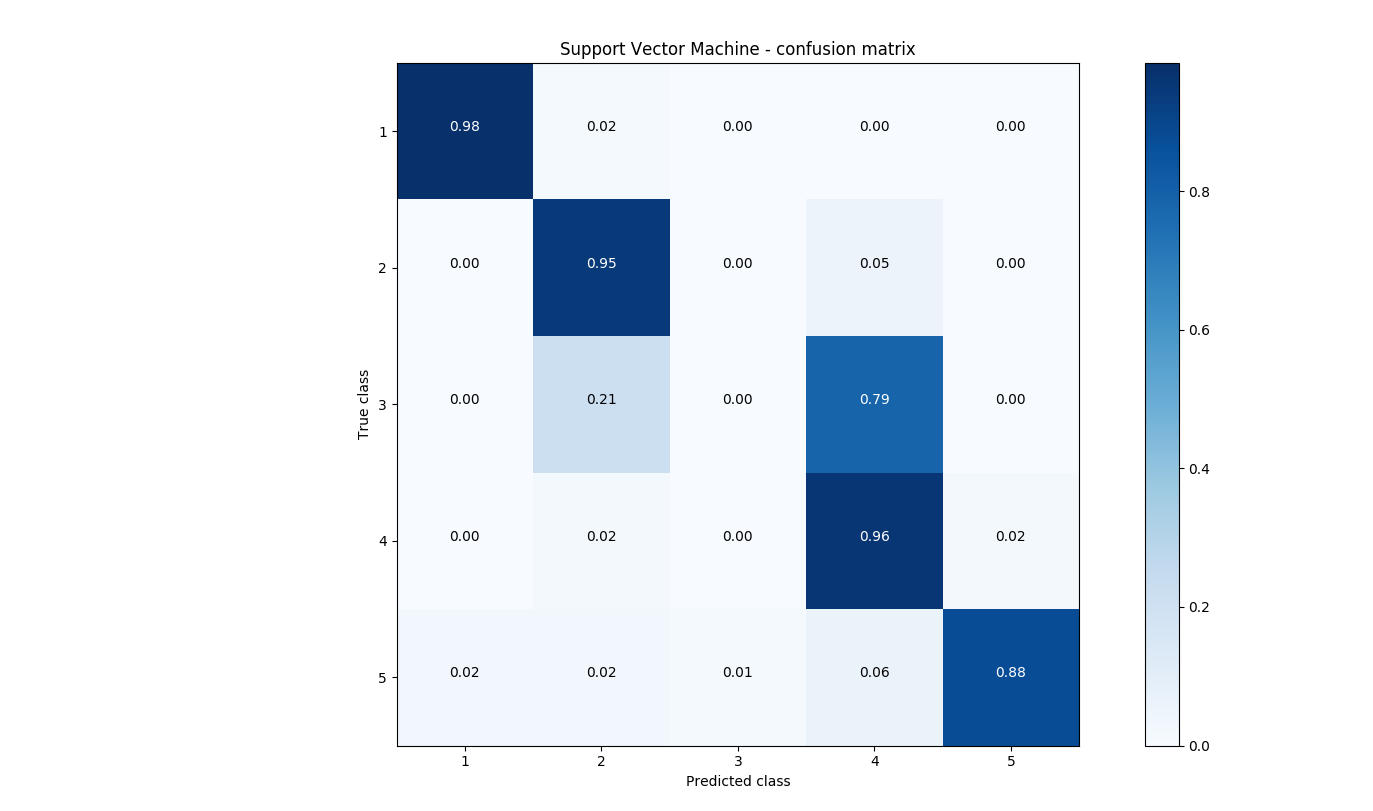 Support Vector Machine - confusion matrix
1 0.98 0.02 0.00 0.00 0.00
2 0.00 0.95 0.00 0.05 0.00
3 0.00 0.21 0.00 0.79 0.00
4 0.00 0.02 0.00 0.96 0.02
5 0.02 0.02 0.01 0.06 0.88
1 2 3 4 5
Predicted class
True class
0.8
0.6
0.4
0.2
0.0